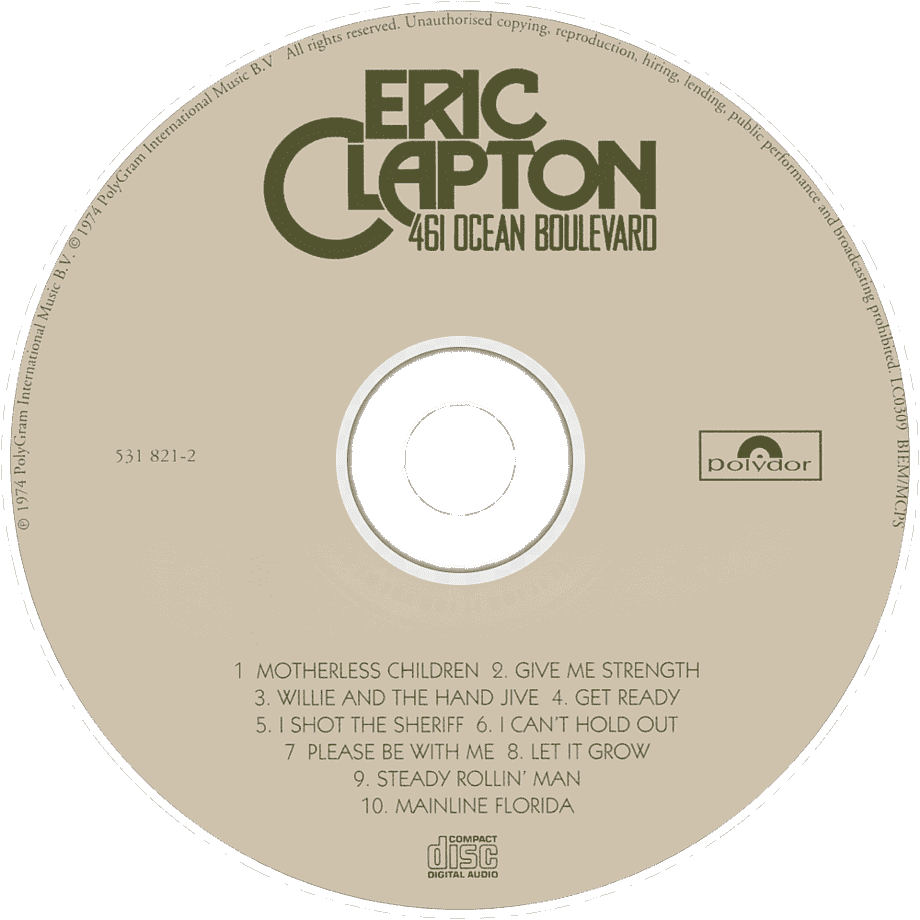 ℗ 1974 PolyGram International Music B.V. © 1974 PolyGram International Music B.V All rights reserved. Unauthorised copying, reproduction, hiring, lending, public performance and broadcasting prohibited. LC0309 BIEM/MCPS
ERIC
CLAPTON
461 OCEAN BOULEVARD
531 821-2
polydor
1 MOTHERLESS CHILDREN 2. GIVE ME STRENGTH
3. WILLIE AND THE HAND JIVE 4. GET READY
5. I SHOT THE SHERIFF 6. I CAN'T HOLD OUT
7 PLEASE BE WITH ME 8. LET IT GROW
9. STEADY ROLLIN' MAN
10. MAINLINE FLORIDA
COMPACT
disc
DIGITAL AUDIO